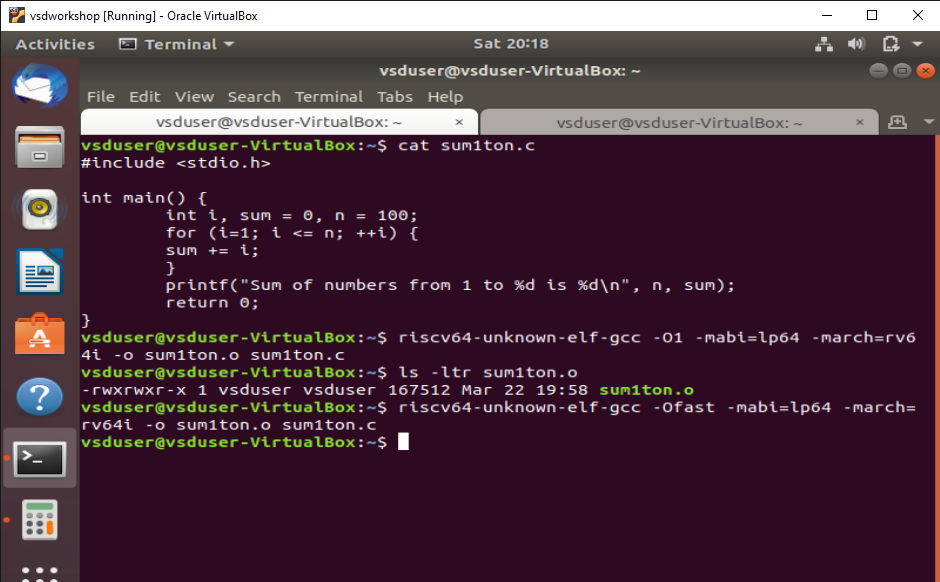 vsdworkshop [Running] - Oracle VirtualBox
Activities Terminal Sat 20:18
vsduser@vsduser-VirtualBox: ~
File Edit View Search Terminal Tabs Help
vsduser@vsduser-VirtualBox: ~ × vsduser@vsduser-VirtualBox: ~ ×
vsduser@vsduser-VirtualBox:~$ cat sum1ton.c
#include <stdio.h>

int main() {
        int i, sum = 0, n = 100;
        for (i=1; i <= n; ++i) {
        sum += i;
        }
        printf("Sum of numbers from 1 to %d is %d\n", n, sum);
        return 0;
}
vsduser@vsduser-VirtualBox:~$ riscv64-unknown-elf-gcc -O1 -mabi=lp64 -march=rv6
4i -o sum1ton.o sum1ton.c
vsduser@vsduser-VirtualBox:~$ ls -ltr sum1ton.o
-rwxrwxr-x 1 vsduser vsduser 167512 Mar 22 19:58 sum1ton.o
vsduser@vsduser-VirtualBox:~$ riscv64-unknown-elf-gcc -Ofast -mabi=lp64 -march=
rv64i -o sum1ton.o sum1ton.c
vsduser@vsduser-VirtualBox:~$